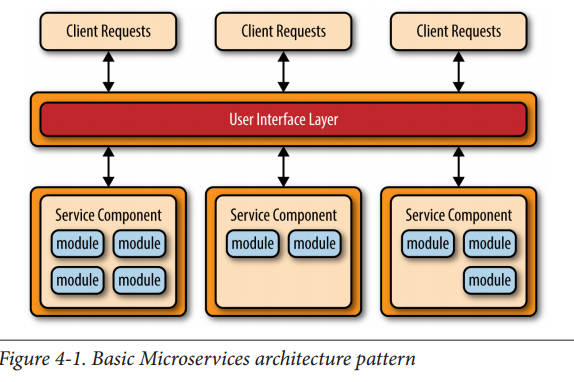 Client Requests
Client Requests
Client Requests
User Interface Layer
Service Component
module module
module module
Service Component
module module
Service Component
module module
module
Figure 4-1. Basic Microservices architecture pattern